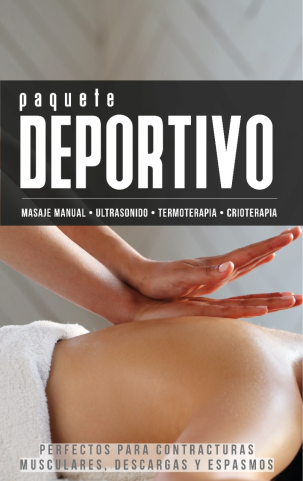 paquete
DEPORTIVO
MASAJE MANUAL • ULTRASONIDO • TERMOTERAPIA • CRIOTERAPIA
PERFECTOS PARA CONTRACTURAS
MUSCULARES, DESCARGAS Y ESPASMOS